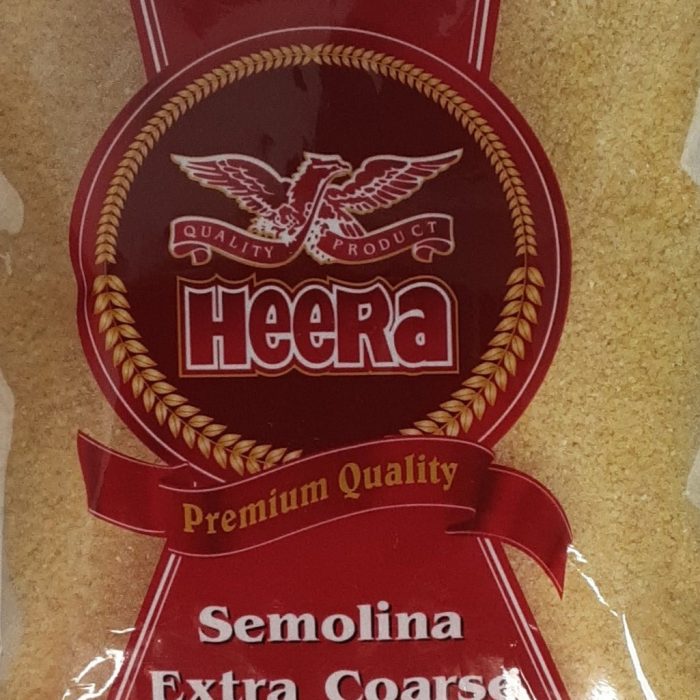 QUALITY PRODUCT
HeeRa
Premium Quality
Semolina
Extra Coarse